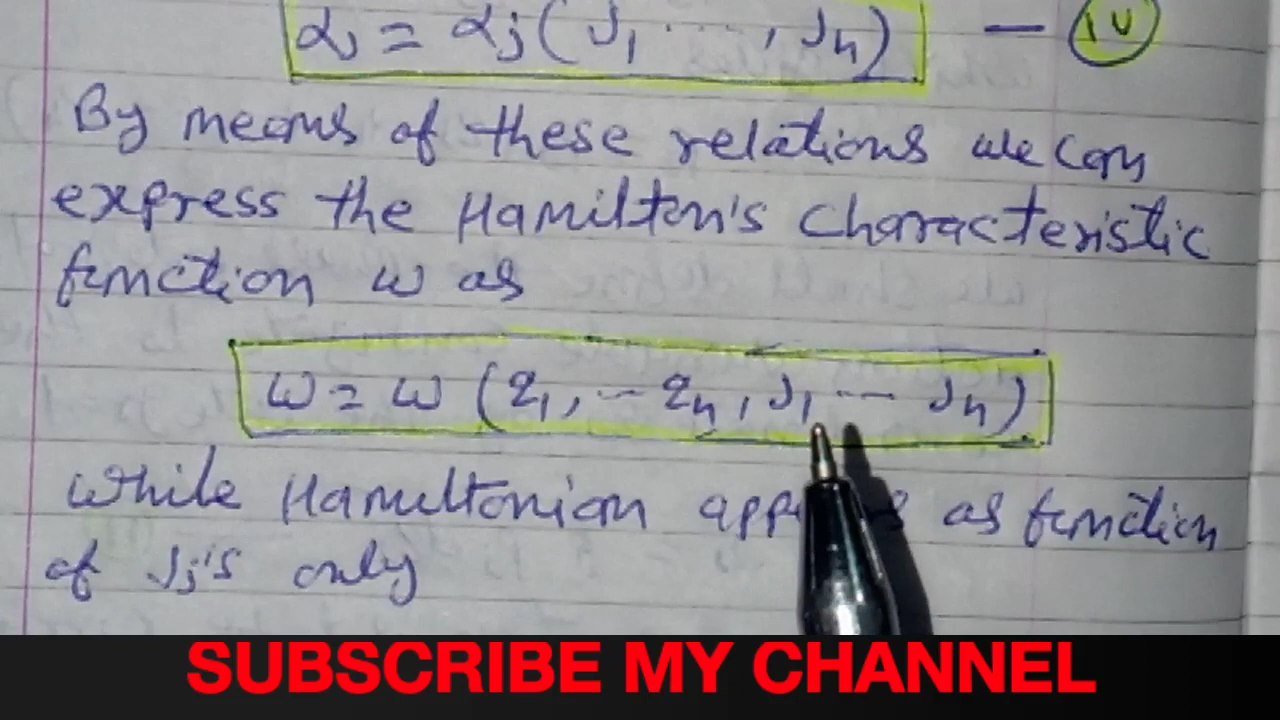 αj = αj(J1 ..., Jn) — (iv)
By means of these relations we can
express the Hamilton's Characteristic
function w as
w = w (q1, -- qn, J1 -- Jn)
While Hamiltonian as function
of Jj's only
SUBSCRIBE MY CHANNEL